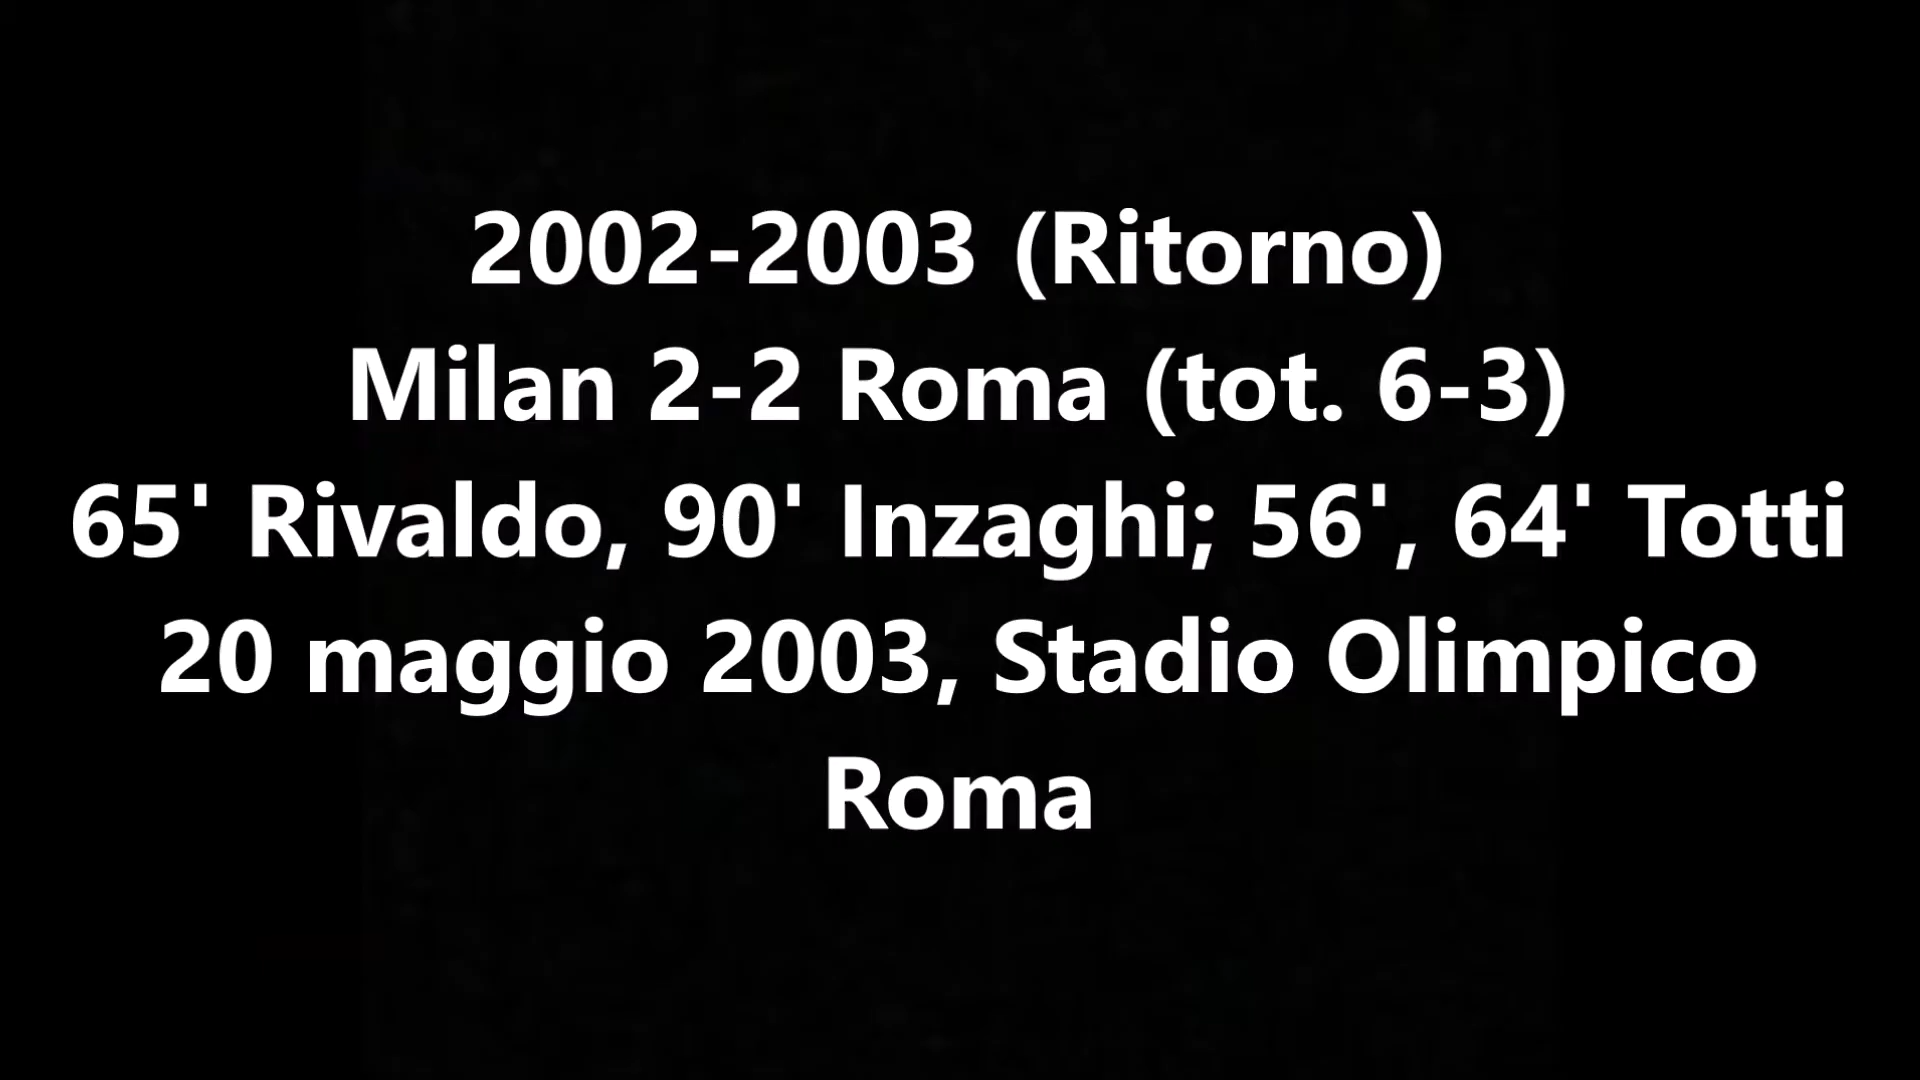 2002-2003 (Ritorno)
Milan 2-2 Roma (tot. 6-3)
65' Rivaldo, 90' Inzaghi; 56', 64' Totti
20 maggio 2003, Stadio Olimpico
Roma